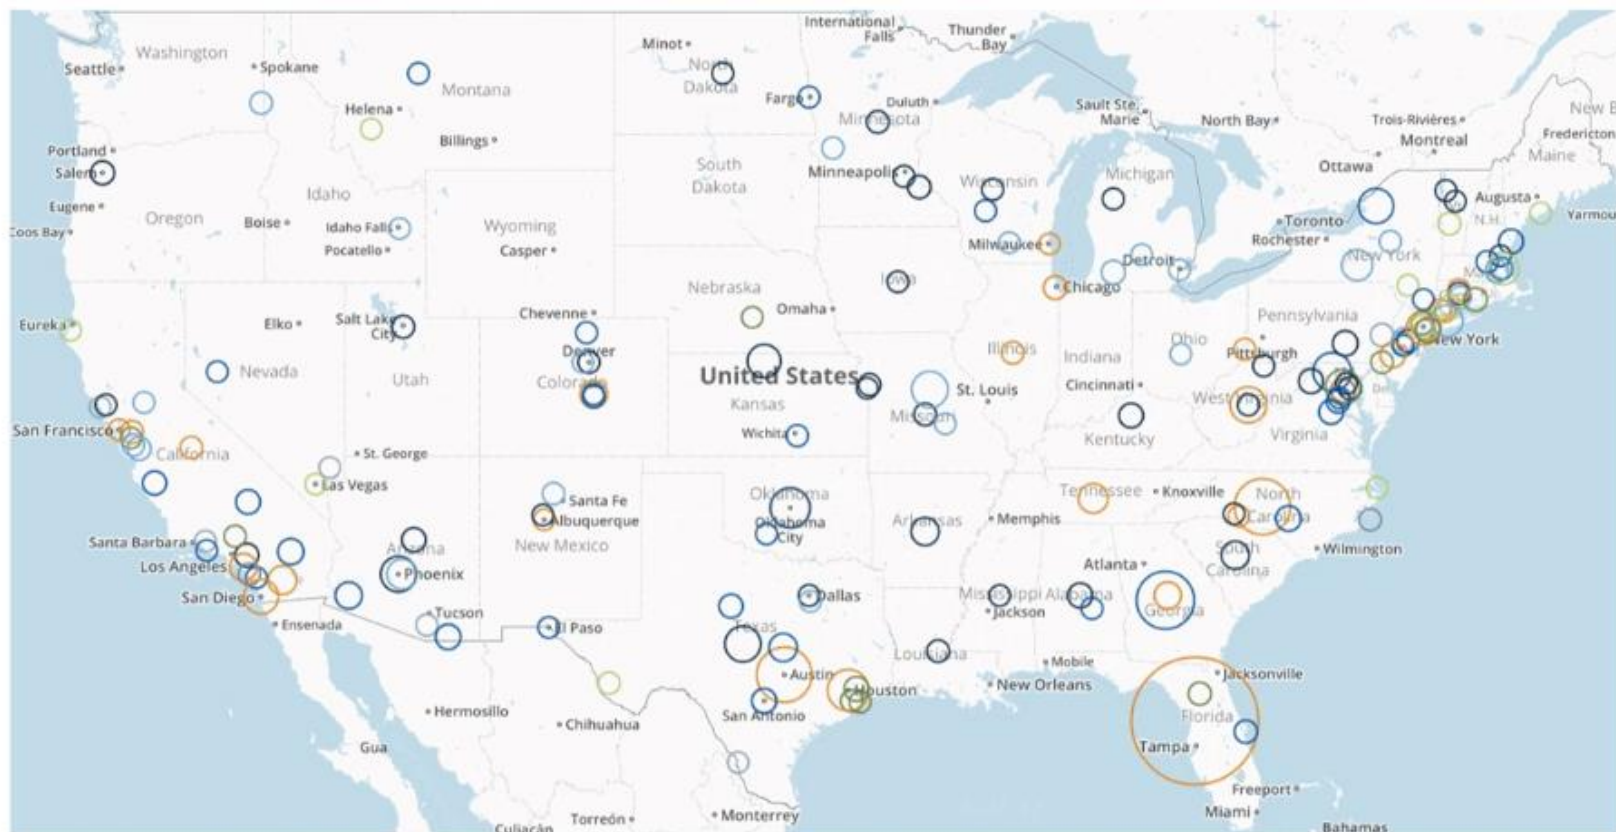 International
Falls
Thunder
Bay
Minot
Washington
Seattle
Spokane
North
Dakota
Montana
Fargo
Duluth
Minnesota
Sault Ste.
Marie
North Bay
Trois-Rivières
Montreal
New B
Fredericton
Maine
Helena
Billings
Portland
Salem
Ottawa
South
Dakota
Minneapolis
Wisconsin
Michigan
Idaho
Eugene
Oregon
Boise
Idaho Falls
Wyoming
Augusta
N.H.
Yarmou
Toronto
Coos Bay
Pocatello
Casper
Milwaukee
Rochester
Detroit
New York
Ma
Iowa
Nebraska
Omaha
Chicago
Cheyenne
Pennsylvania
Eureka
Elko
Salt Lake
City
Ohio
Denver
Illinois
Indiana
Pittsburgh
New York
Nevada
Utah
Colorado
United States
Kansas
St. Louis
Cincinnati
De
West Virginia
Missouri
San Francisco
Wichita
Kentucky
Virginia
California
St. George
Las Vegas
Santa Fe
Oklahoma
Tennessee
Knoxville
North
Carolina
Albuquerque
Oklahoma
City
Arkansas
Memphis
Santa Barbara
Arizona
New Mexico
South
Carolina
Wilmington
Los Angeles
Phoenix
Atlanta
San Diego
Dallas
Mississippi
Alabama
Georgia
Tucson
Jackson
Ensenada
El Paso
Texas
Louisiana
Mobile
Austin
Jacksonville
New Orleans
Houston
Hermosillo
Chihuahua
San Antonio
Florida
Gua
Tampa
Freeport
Miami
Torreón
Monterrey
Culiacán
Bahamas